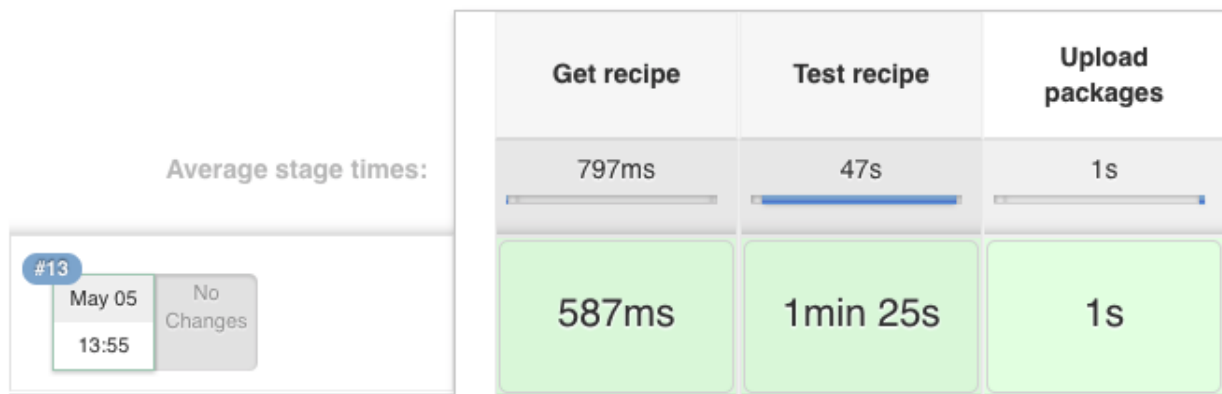 Get recipe
Test recipe
Upload
packages
Average stage times:
797ms
47s
1s
#13
May 05
13:55
No
Changes
587ms
1min 25s
1s